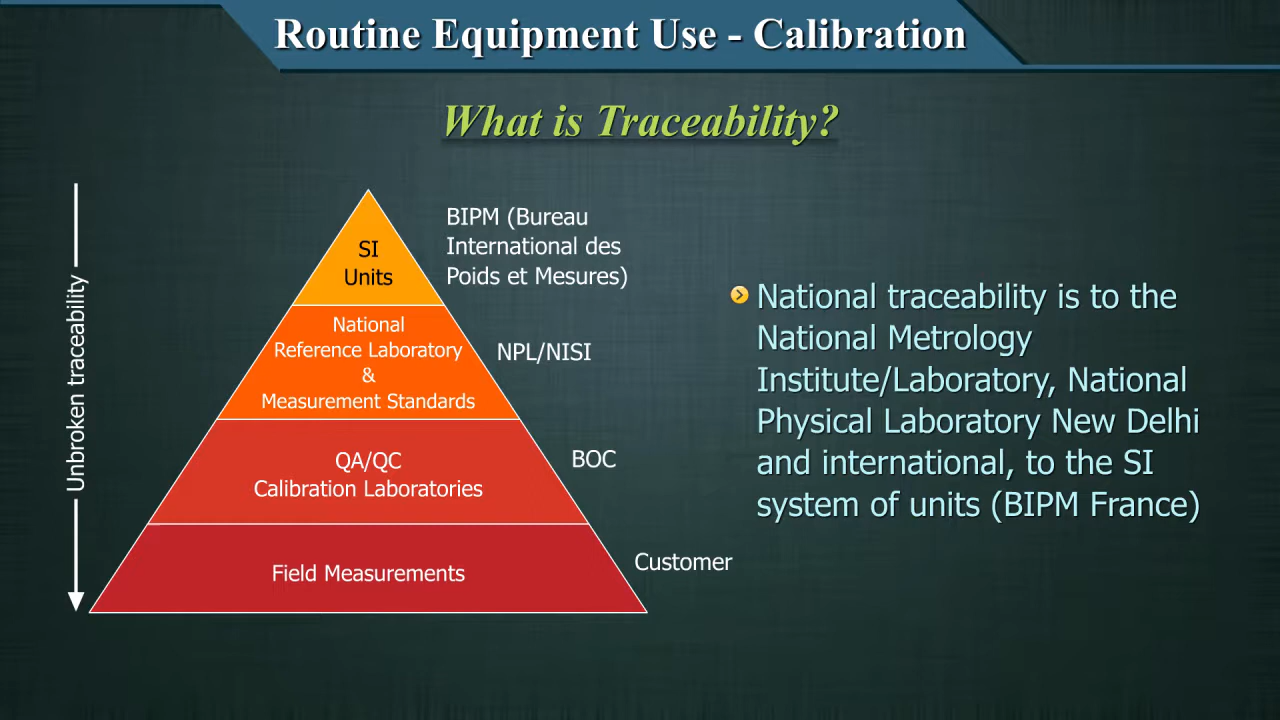 Routine Equipment Use - Calibration
What is Traceability?
Unbroken traceability
SI
Units
BIPM (Bureau
International des
Poids et Mesures)
National
Reference Laboratory
&
Measurement Standards
NPL/NISI
QA/QC
Calibration Laboratories
BOC
Field Measurements
Customer
National traceability is to the
National Metrology
Institute/Laboratory, National
Physical Laboratory New Delhi
and international, to the SI
system of units (BIPM France)